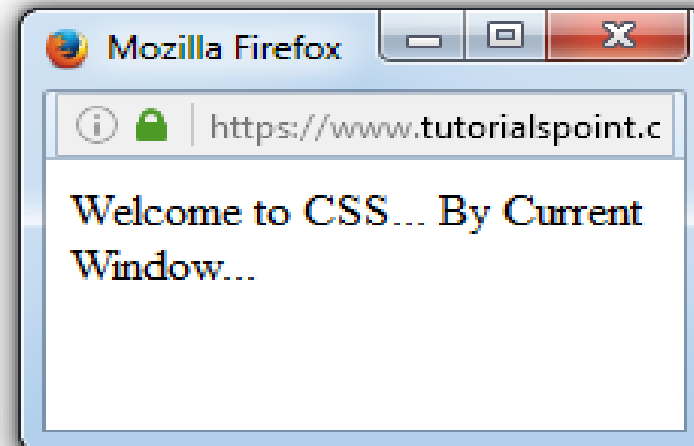 Mozilla Firefox
https://www.tutorialspoint.c
Welcome to CSS... By Current
Window...